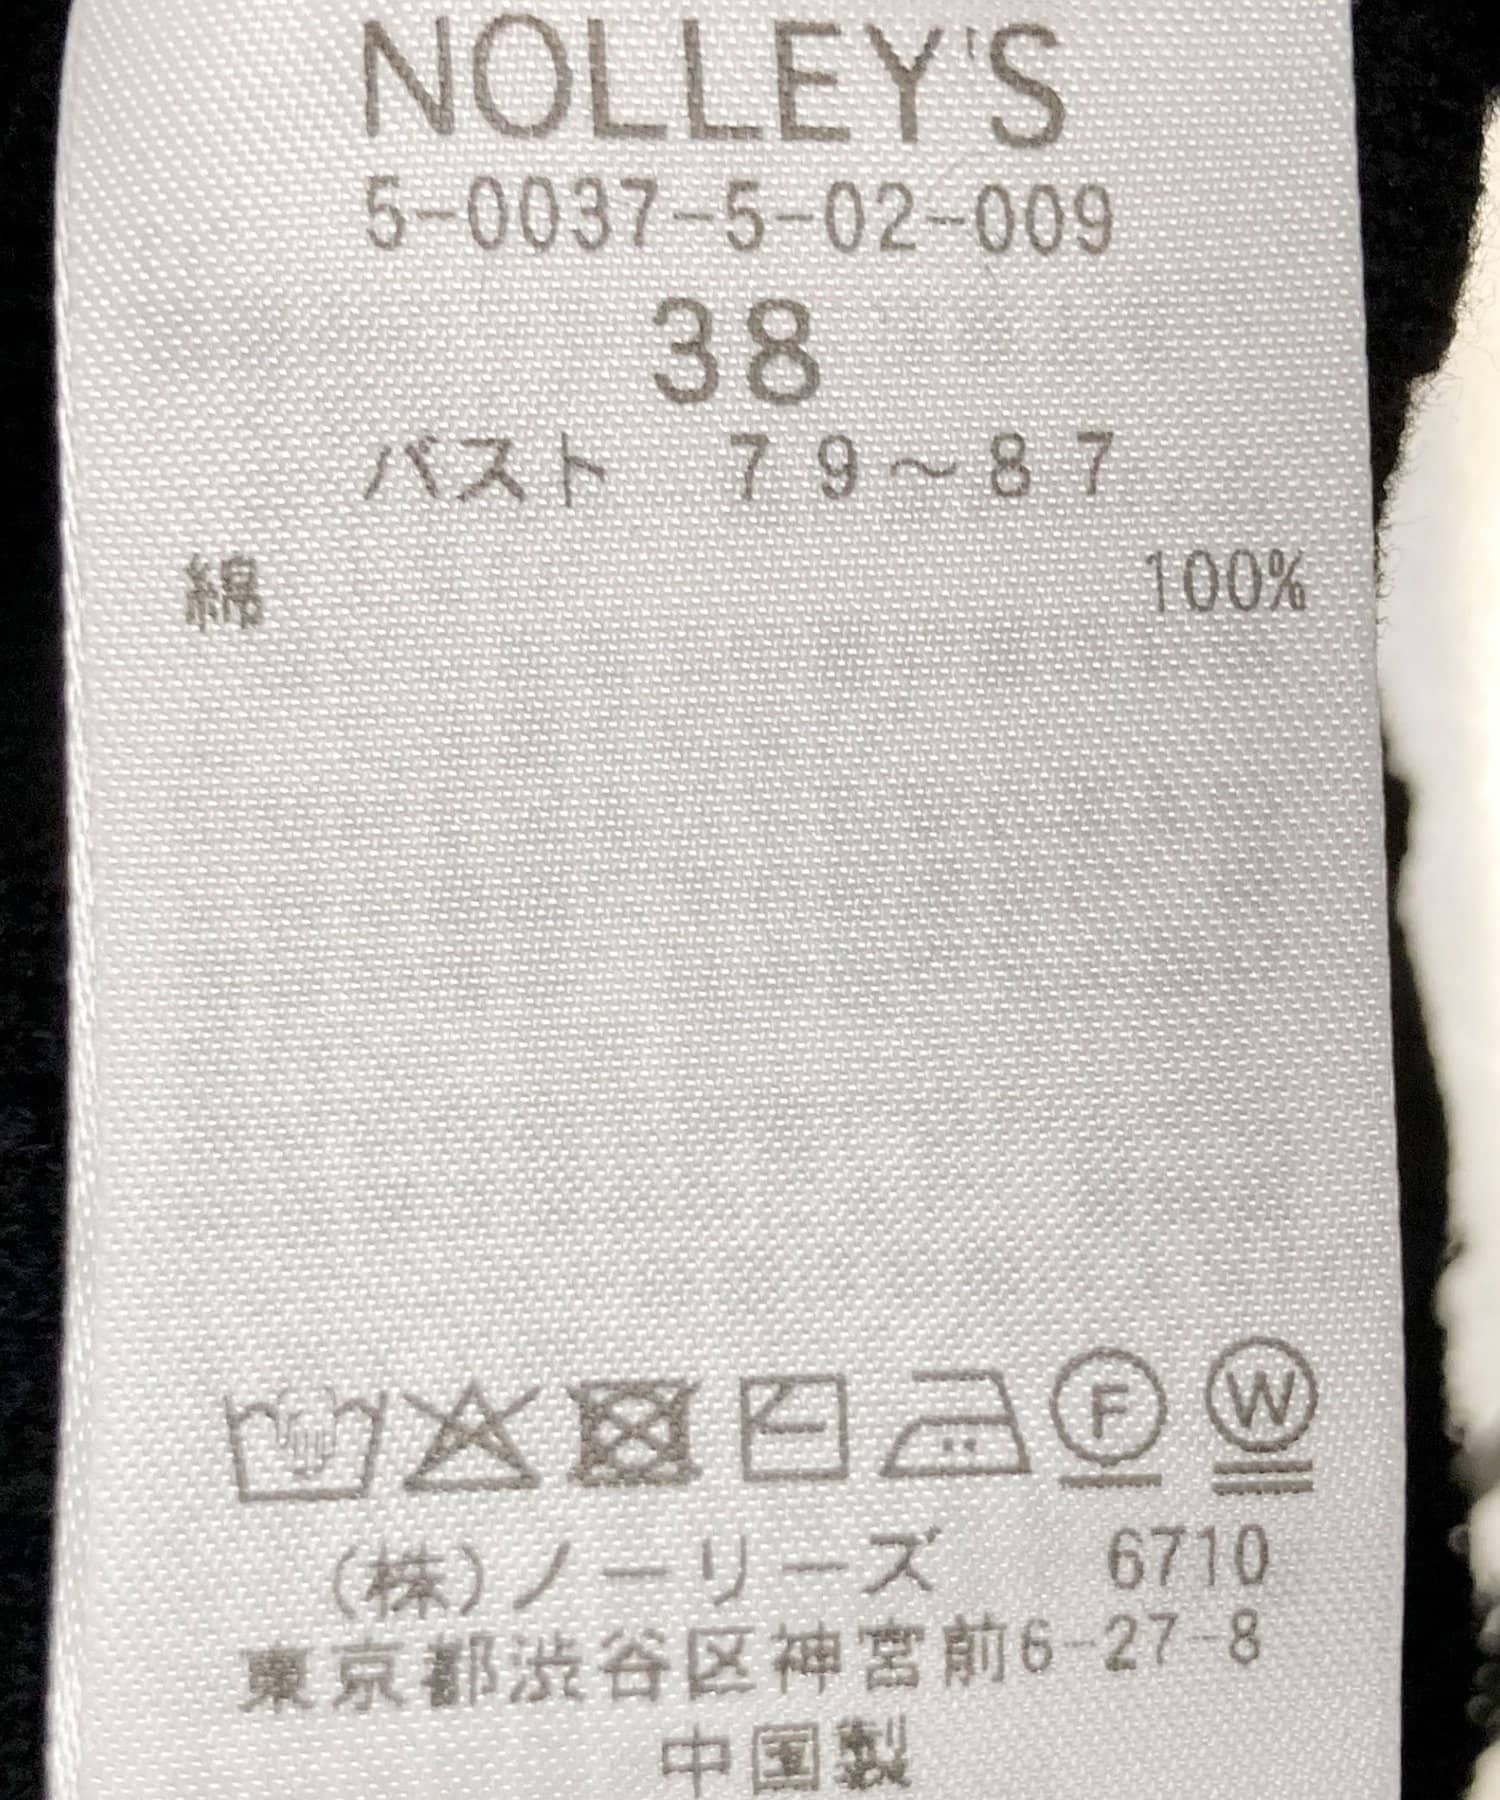 NOLLEY'S
5-0037-5-02-009
38
バスト 79～87
綿 100%
F W
(株)ノーリーズ 6710
東京都渋谷区神宮前6-27-8
中国製